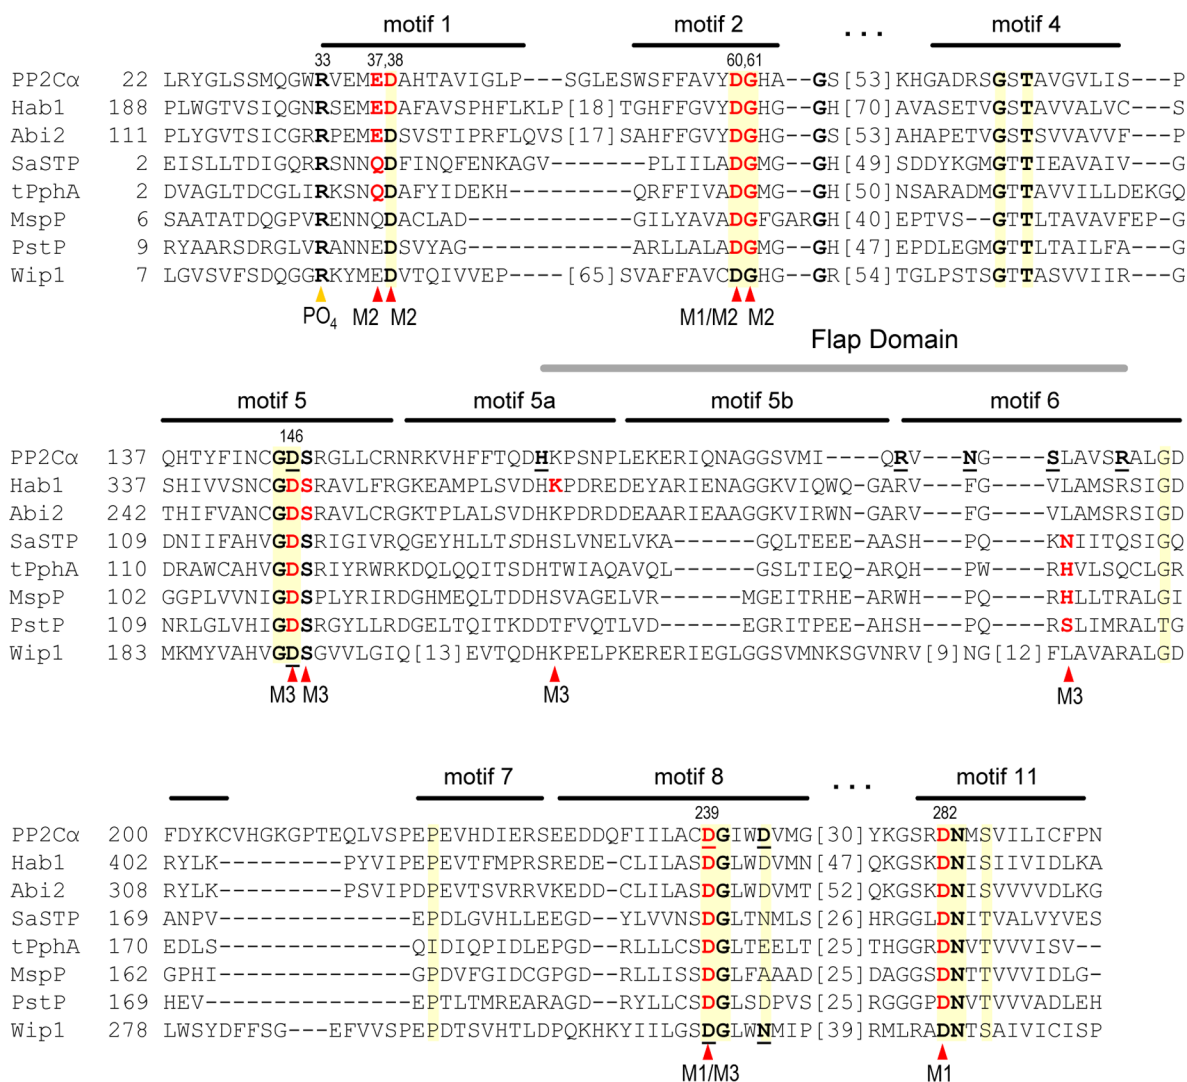 motif 1 motif 2 ... motif 4
33 37,38 60,61
PP2Cα 22 LRYGLSSMQGWRVEMEDAHTAVIGLP---SGLESWSFFAVYDGHA--GS[53]KHGADRSGSTAVGVLIS---P
Hab1 188 PLWGTVSIQGNRSEMEDAFAVSPHFLKLP[18]TGHFFGVYDGHG--GH[70]AVASETVGSTAVVALVC---S
Abi2 111 PLYGVTSICGRRPEMEDSVSTIPRFLQVS[17]SAHFFGVYDGHG--GH[53]AHAPETVGSTSVVAVVF---P
SaSTP 2 EISLLTDIGQRRSNNQDFINQFENKAGV-------PLIILADGMG--GH[49]SDDYKGMGTTIEAVAIV---G
tPphA 2 DVAGLTDCGLIRKSNQDAFYIDEKH----------QRFFIVADGMG--GH[50]NSARADMGTTAVVILLDEKGQ
MspP 6 SAATATDQGPVRENNQDACLAD-------------GILYAVADGFGARGH[40]EPTVS--GTTLTAVAVFEP-G
PstP 9 RYAARSDRGLVRANNEDSVYAG-------------ARLLALADGMG--GH[47]EPDLEGMGTTLTAILFA---G
Wip1 7 LGVSVFSDQGGRKYMEDVTQIVVEP----[65]SVAFFAVCDGHG--GR[54]TGLPSTSGTTASVVIIR---G
PO4 M2 M2 M1/M2 M2
Flap Domain
motif 5 motif 5a motif 5b motif 6
146
PP2Cα 137 QHTYFINCGDSRGLLCRNRKVHFFTQDHKPSNPLEKERIQNAGGSVMI----QRV--NG----SLAVSRALGD
Hab1 337 SHIVVSNCGDSRAVLFRGKEAMPLSVDHKPDREDEYARIENAGGKVIQWQ-GARV--FG----VLAMSRSIGD
Abi2 242 THIFVANCGDSRAVLCRGKTPLALSVDHKPDRDDEAARIEAAGGKVIRWN-GARV--FG----VLAMSRSIGD
SaSTP 109 DNIIFAHVGDSRIGIVRQGEYHLLTSDHSLVNELVKA-----GQLTEEE-AASH--PQ----KNIITQSIGQ
tPphA 110 DRAWCAHVGDSRIYRWRKDQLQQITSDHTWIAQAVQL-----GSLTIEQ-ARQH--PW----RHVLSQCLGR
MspP 102 GGPLVVNIGDSPLYRIRDGHMEQLTDDHSVAGELVR------MGEITRHE-ARWH--PQ----RHLLTRALGI
PstP 109 NRLGLVHIGDSRGYLLRDGELTQITKDDTFVQTLVD------EGRITPEE-AHSH--PQ----RSLIMRALTG
Wip1 183 MKMYVAHVGDSGVVLGIQ[13]EVTQDHKPELPKERERIEGLGGSVMNKSGVNRV[9]NG[12]FLAVARALGD
M3 M3 M3 M3
motif 7 motif 8 ... motif 11
239 282
PP2Cα 200 FDYKCVHGKGPTEQLVSPEPEVHDIERSEEDDQFIILACDGIWDVMG[30]YKGSRDNMSVILICFPN
Hab1 402 RYLK----------PYVIPEPEVTFMPRSREDE-CLILASDGLWDVMN[47]QKGSKDNISIIVIDLKA
Abi2 308 RYLK----------PSVIPDPEVTSVRRVKEDD-CLILASDGLWDVMT[52]QKGSKDNISVVVVDLKG
SaSTP 169 ANPV---------------EPDLGVHLLEEGD--YLVVNSDGLTNMLS[26]HRGGLDNITVALVYVES
tPphA 170 EDLS---------------QIDIQPIDLEPGD--RLLLCSDGLTEELT[25]THGGRDNVTVVVISV--
MspP 162 GPHI---------------GPDVFGIDCGPGD--RLLISSDGLFAAAD[25]DAGGSDNTTVVVIDLG-
PstP 169 HEV----------------EPTLTMREARAGD--RYLLCSDGLSDPVS[25]RGGGPDNVTVVVADLEH
Wip1 278 LWSYDFFSG---EFVVSPEPDTSVHTLDPQKHKYIIILGSDGLWNMIP[39]RMLRADNTSAIVICISP
M1/M3 M1